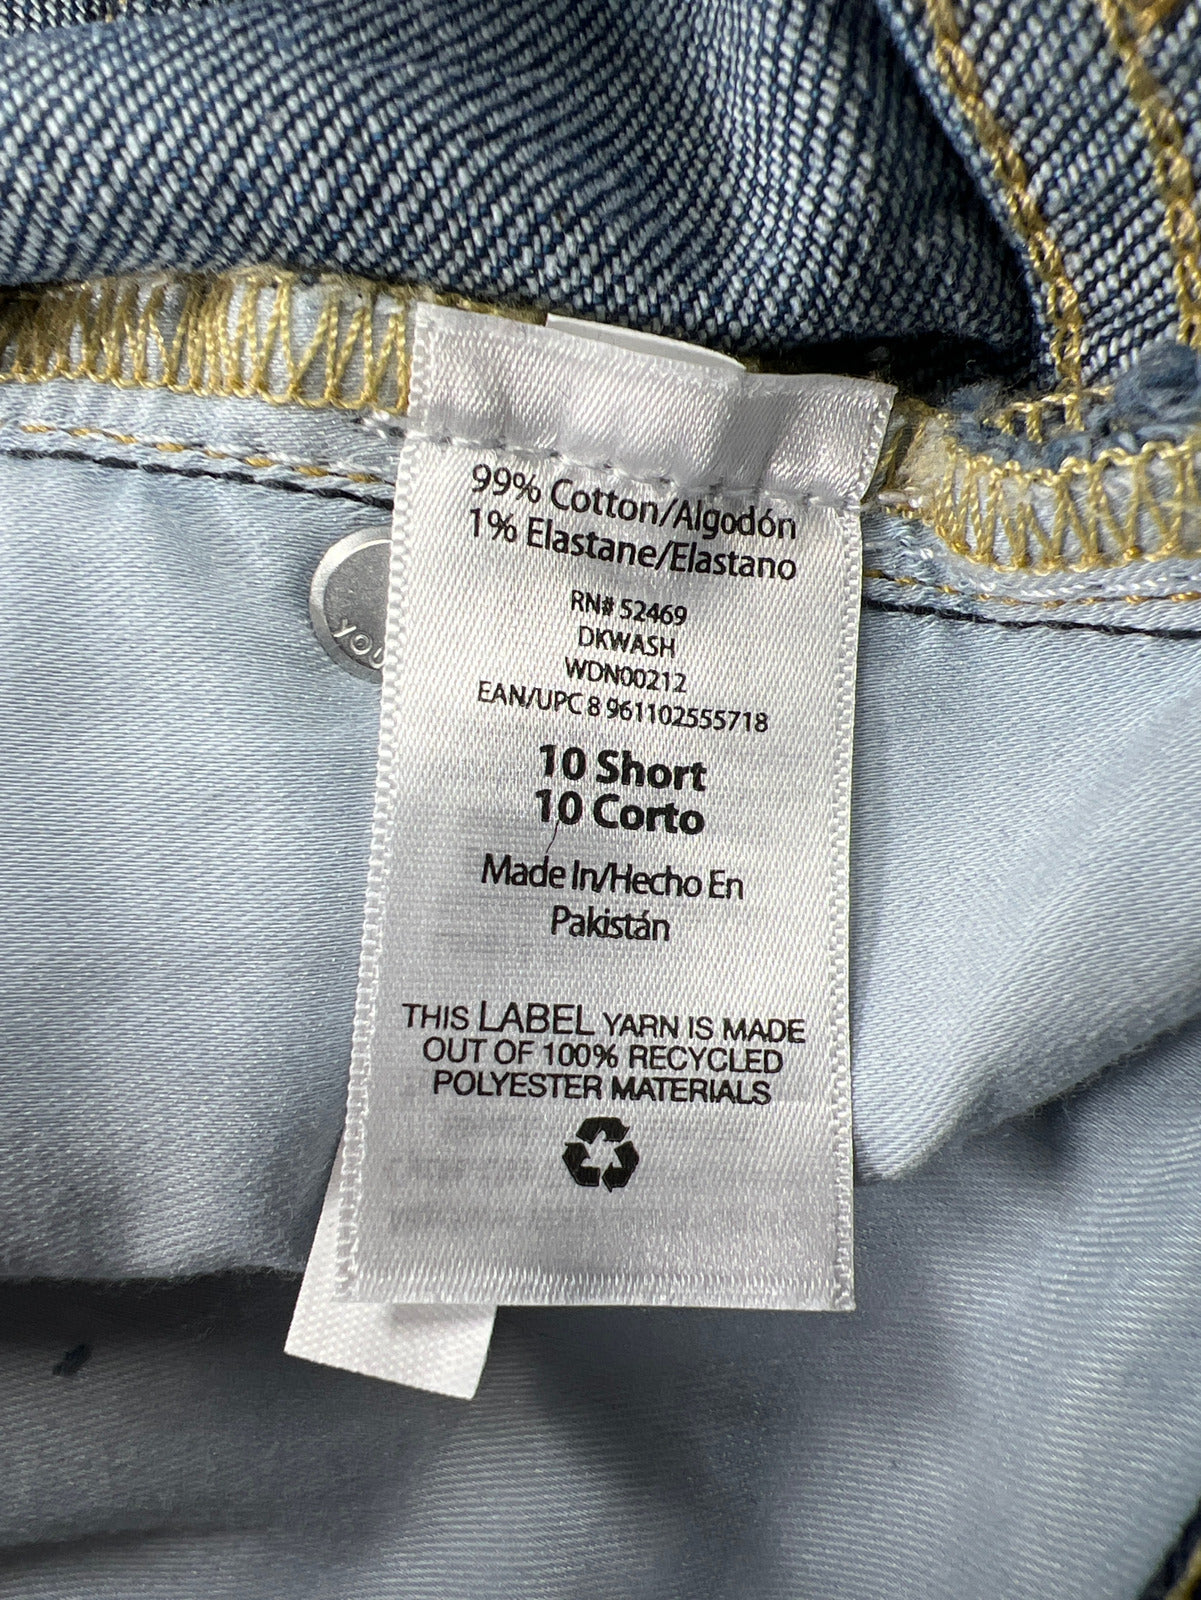 99% Cotton/Algodón
1% Elastane/Elastano
RN# 52469
DKWASH
WDN00212
EAN/UPC 8 961102555718
10 Short
10 Corto
Made In/Hecho En
Pakistán
THIS LABEL YARN IS MADE
OUT OF 100% RECYCLED
POLYESTER MATERIALS